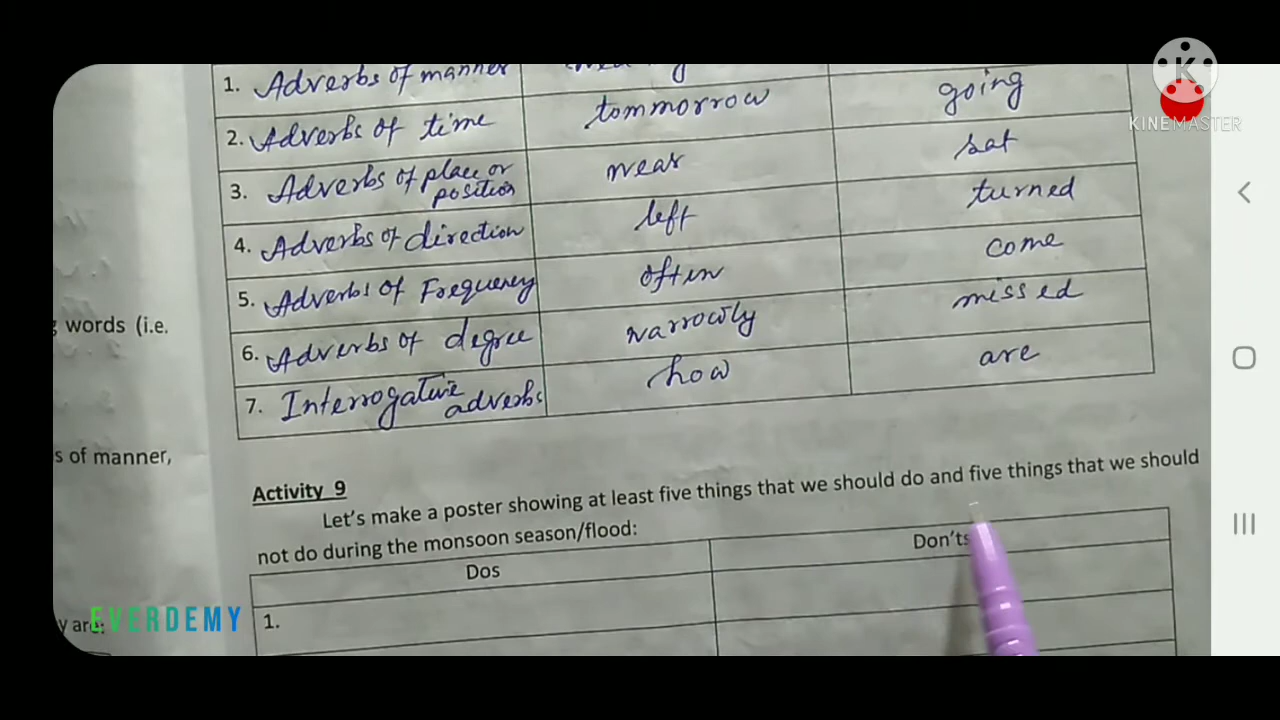 1. Adverbs of manner
2. Adverbs of time tommorrow going
3. Adverbs of place or position near sat
4. Adverbs of direction left turned
5. Adverbs of Frequency often come
6. Adverbs of degree narrowly missed
7. Interrogative adverbs how are
words (i.e.
s of manner,
y are:
Activity 9
Let's make a poster showing at least five things that we should do and five things that we should
not do during the monsoon season/flood:
Dos Don'ts
1.
EVERDEMY
K
KINEMASTER